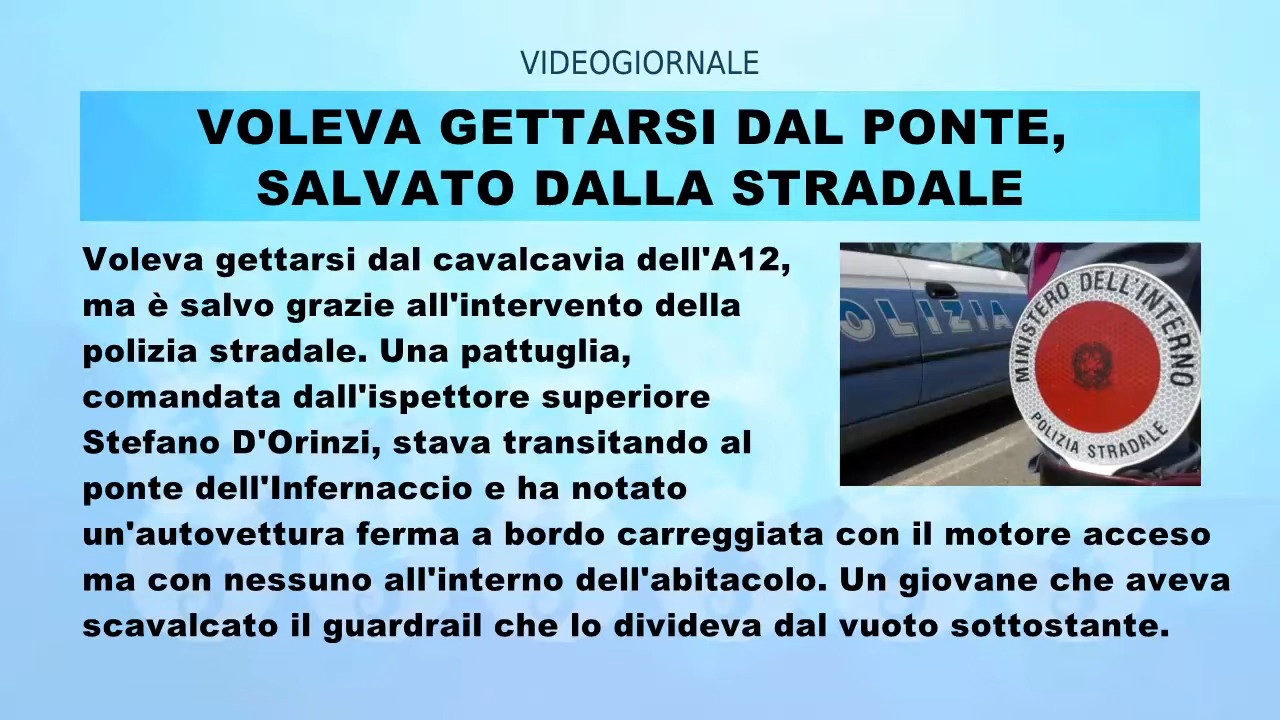 VIDEOGIORNALE
VOLEVA GETTARSI DAL PONTE,
SALVATO DALLA STRADALE
Voleva gettarsi dal cavalcavia dell'A12,
ma è salvo grazie all'intervento della
polizia stradale. Una pattuglia,
comandata dall'ispettore superiore
Stefano D'Orinzi, stava transitando al
ponte dell'Infernaccio e ha notato
un'autovettura ferma a bordo carreggiata con il motore acceso
ma con nessuno all'interno dell'abitacolo. Un giovane che aveva
scavalcato il guardrail che lo divideva dal vuoto sottostante.
OLIZIA
MINISTERO DELL'INTERNO
POLIZIA STRADALE